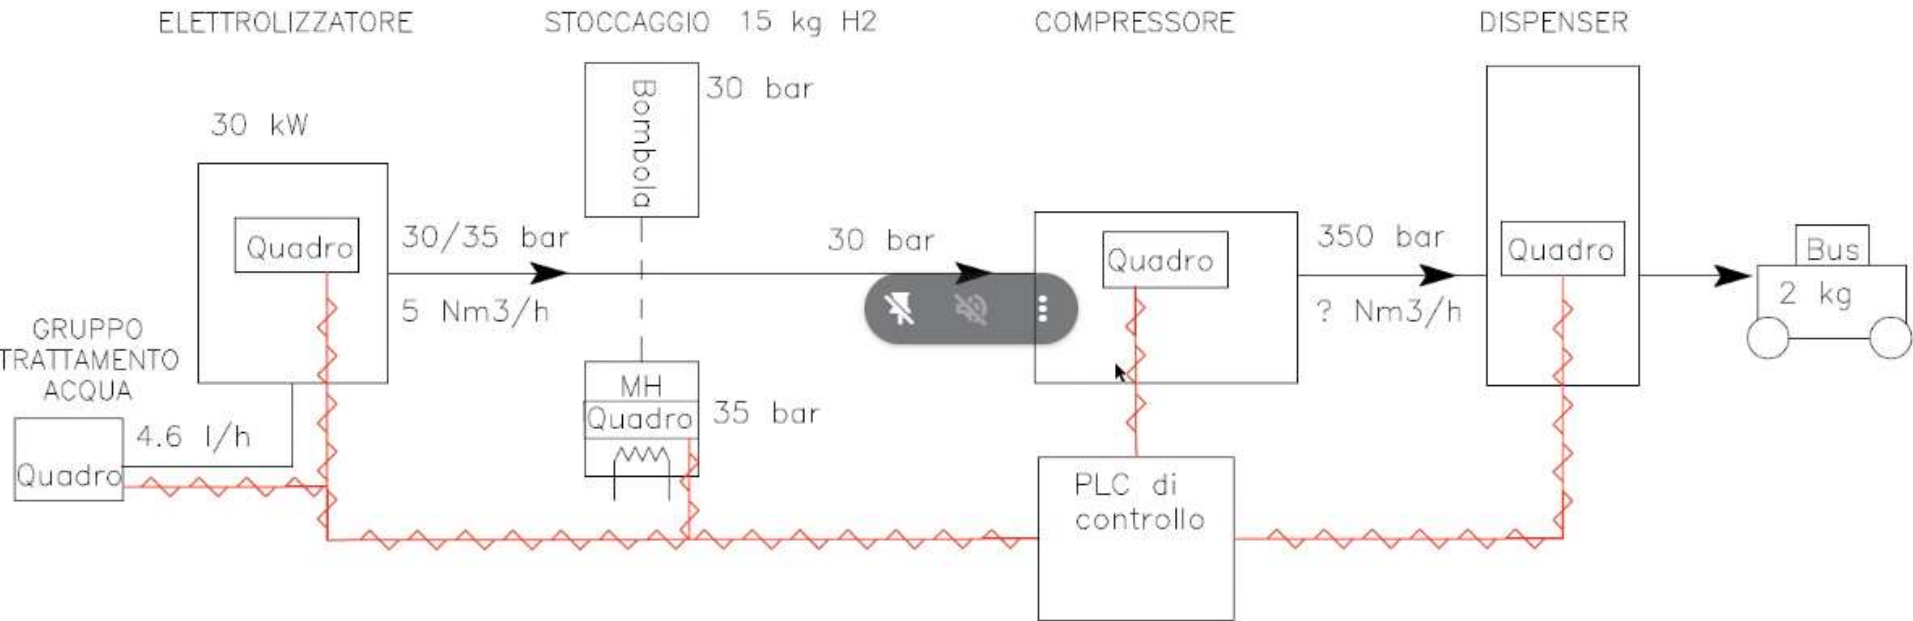 ELETTROLIZZATORE
STOCCAGGIO 15 kg H2
COMPRESSORE
DISPENSER
30 kW
Bombola
30 bar
Quadro
30/35 bar
5 Nm3/h
30 bar
Quadro
350 bar
? Nm3/h
Quadro
Bus
2 kg
GRUPPO
TRATTAMENTO
ACQUA
4.6 l/h
Quadro
MH
Quadro
35 bar
PLC di
controllo